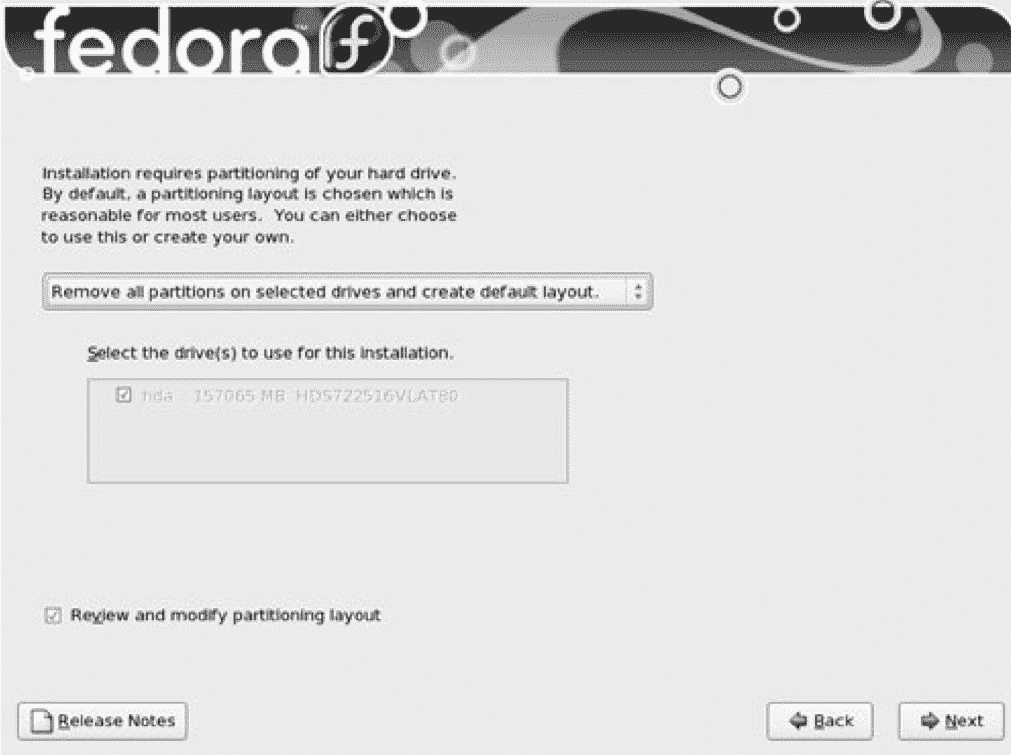 fedora f
Installation requires partitioning of your hard drive.
By default, a partitioning layout is chosen which is
reasonable for most users. You can either choose
to use this or create your own.
Remove all partitions on selected drives and create default layout.
Select the drive(s) to use for this installation.
hda 157065 MB HDS722516VLAT80
Review and modify partitioning layout
Release Notes
Back
Next